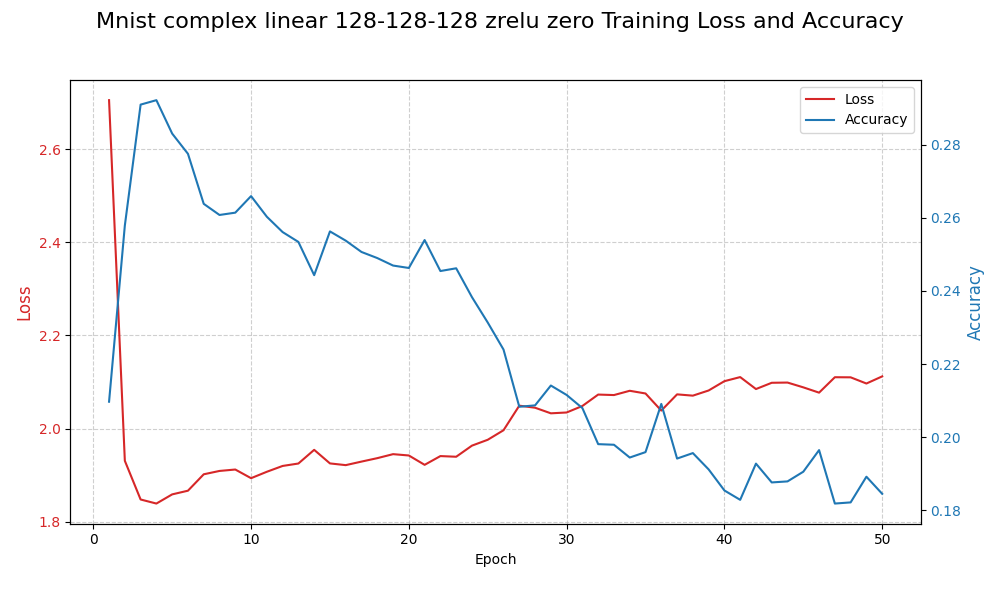 Mnist complex linear 128-128-128 zrelu zero Training Loss and Accuracy
Loss
Accuracy
2.6
2.4
2.2
2.0
1.8
Loss
0.28
0.26
0.24
0.22
0.20
0.18
Accuracy
0 10 20 30 40 50
Epoch